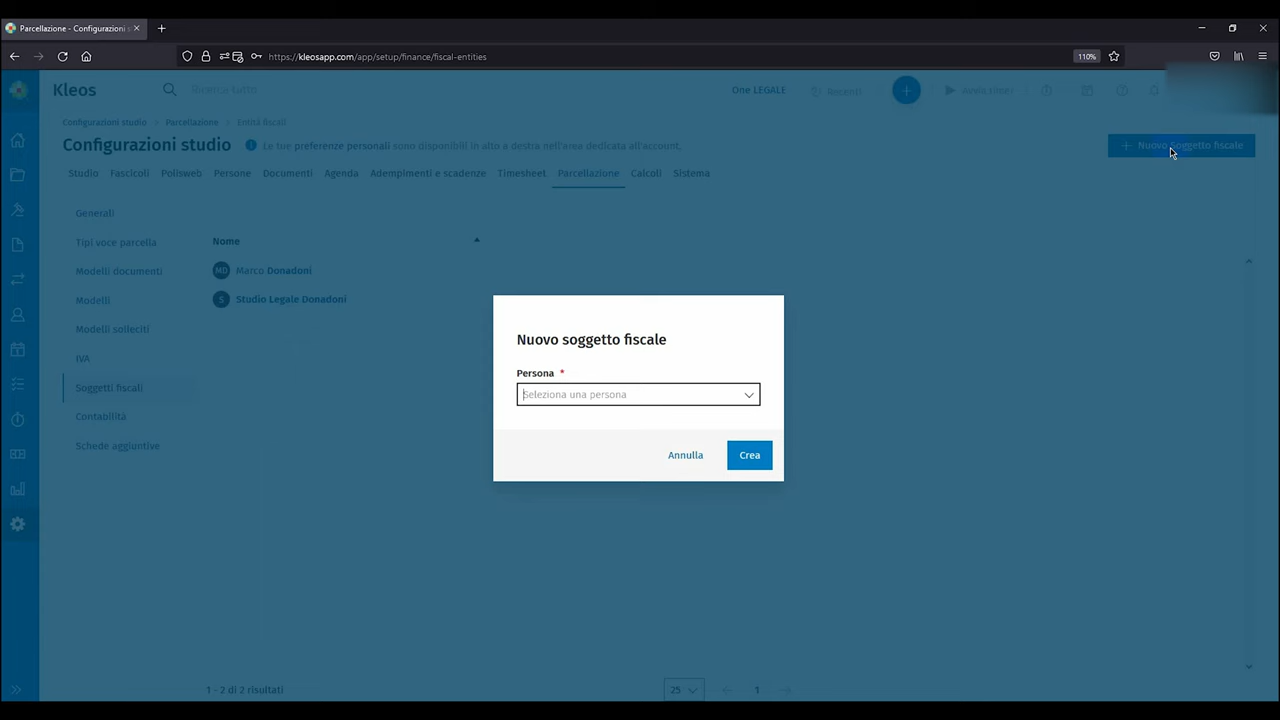 Parcellazione - Configurazioni s
https://kleosapp.com/app/setup/finance/fiscal-entities
110%
Kleos
Ricerca tutto
One LEGALE
Recenti
Avvia timer
Configurazioni studio > Parcellazione > Entità fiscali
Configurazioni studio
Le tue preferenze personali sono disponibili in alto a destra nell'area dedicata all'account.
+ Nuovo Soggetto fiscale
Studio Fascicoli Polisweb Persone Documenti Agenda Adempimenti e scadenze Timesheet Parcellazione Calcoli Sistema
Generali
Tipi voce parcella
Modelli documenti
Modelli
Modelli solleciti
IVA
Soggetti fiscali
Contabilità
Schede aggiuntive
Nome
MD Marco Donadoni
S Studio Legale Donadoni
Nuovo soggetto fiscale
Persona *
Seleziona una persona
Annulla Crea
1 - 2 di 2 risultati
25
1